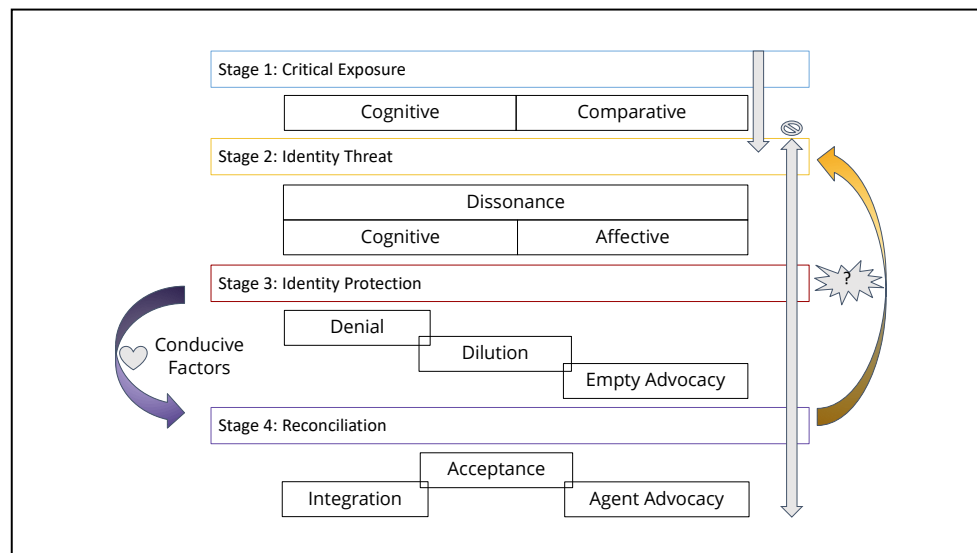 Stage 1: Critical Exposure
Cognitive
Comparative
Stage 2: Identity Threat
Dissonance
Cognitive
Affective
Stage 3: Identity Protection
?
Denial
Dilution
Empty Advocacy
Conducive
Factors
Stage 4: Reconciliation
Acceptance
Integration
Agent Advocacy